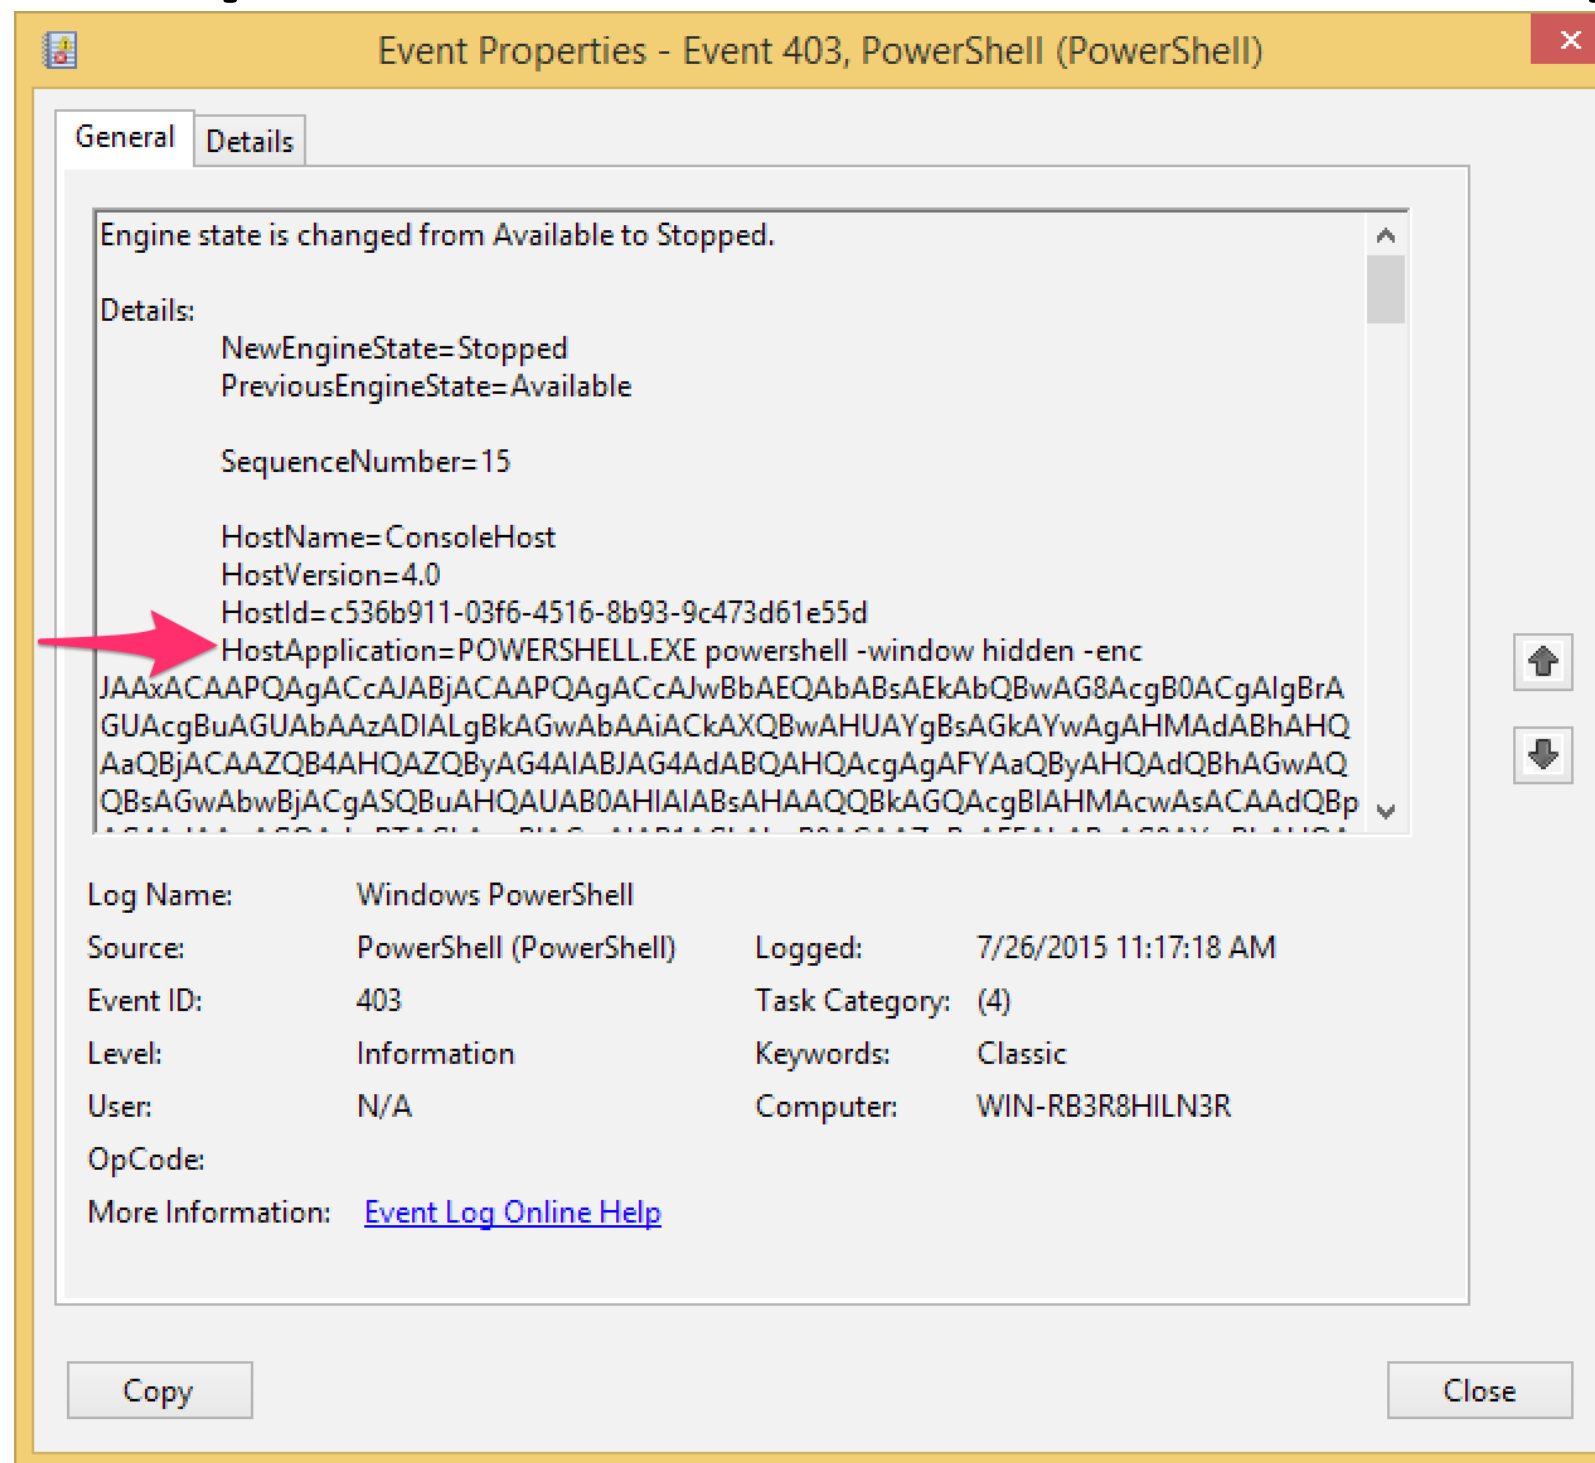 Event Properties - Event 403, PowerShell (PowerShell)
General
Details
Engine state is changed from Available to Stopped.
Details:
NewEngineState=Stopped
PreviousEngineState=Available
SequenceNumber=15
HostName=ConsoleHost
HostVersion=4.0
HostId=c536b911-03f6-4516-8b93-9c473d61e55d
HostApplication=POWERSHELL.EXE powershell -window hidden -enc
JAAxACAAPQAgACcAJABjACAAPQAgACcAJwBbAEQAbABsAEkAbQBwAG8AcgB0ACgAIgBrA
GUAcgBuAGUAbAAzADIALgBkAGwAbAAiACkAXQBwAHUAYgBsAGkAYwAgAHMAdABhAHQ
AaQBjACAAZQB4AHQAZQByAG4AIABJAG4AdABQAHQAcgAgAFYAaQByAHQAdQBhAGwAQ
QBsAGwAbwBjACgASQBuAHQAUAB0AHIAIABsAHAAQQBkAGQAcgBlAHMAcwAsACAAdQBp
Log Name: Windows PowerShell
Source: PowerShell (PowerShell) Logged: 7/26/2015 11:17:18 AM
Event ID: 403 Task Category: (4)
Level: Information Keywords: Classic
User: N/A Computer: WIN-RB3R8HILN3R
OpCode:
More Information: Event Log Online Help
Copy
Close